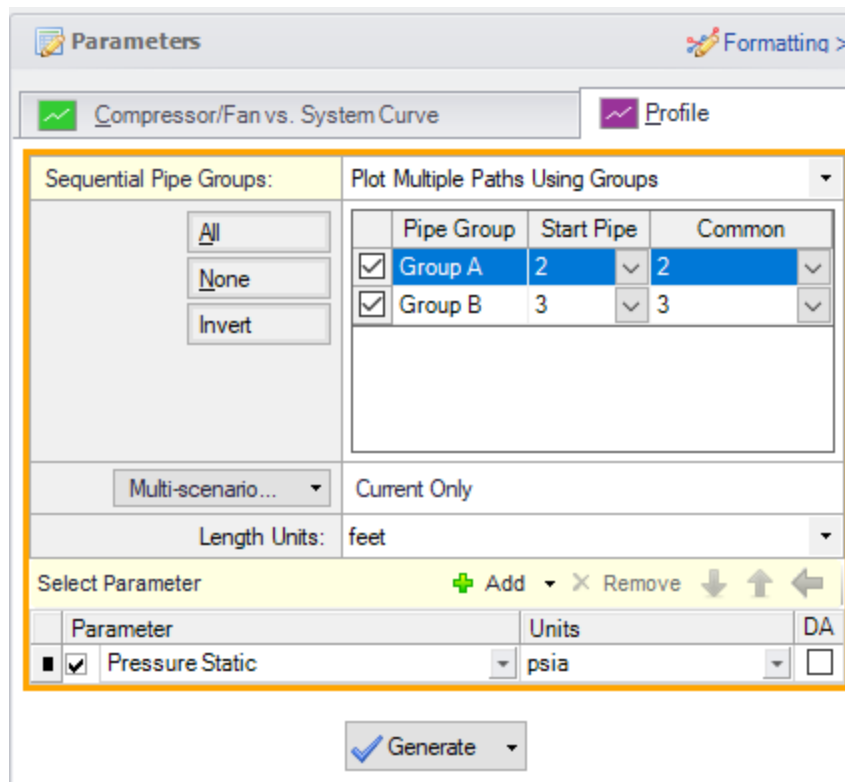 Parameters
Formatting >
Compressor/Fan vs. System Curve
Profile
Sequential Pipe Groups:
Plot Multiple Paths Using Groups
All
None
Invert
Pipe Group Start Pipe Common
Group A 2 2
Group B 3 3
Multi-scenario...
Current Only
Length Units:
feet
Select Parameter
Add
Remove
Parameter Units DA
Pressure Static psia
Generate